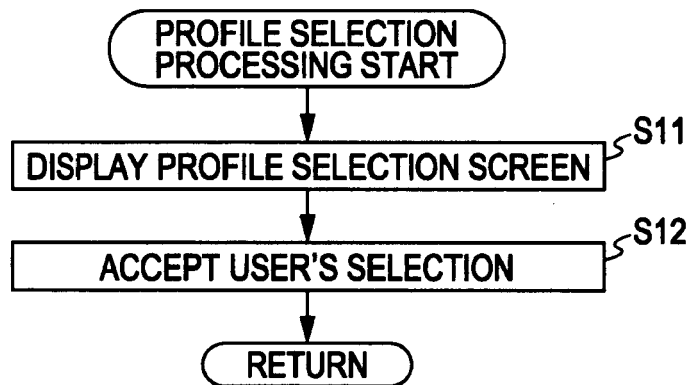 PROFILE SELECTION
PROCESSING START
S11
DISPLAY PROFILE SELECTION SCREEN
S12
ACCEPT USER'S SELECTION
RETURN